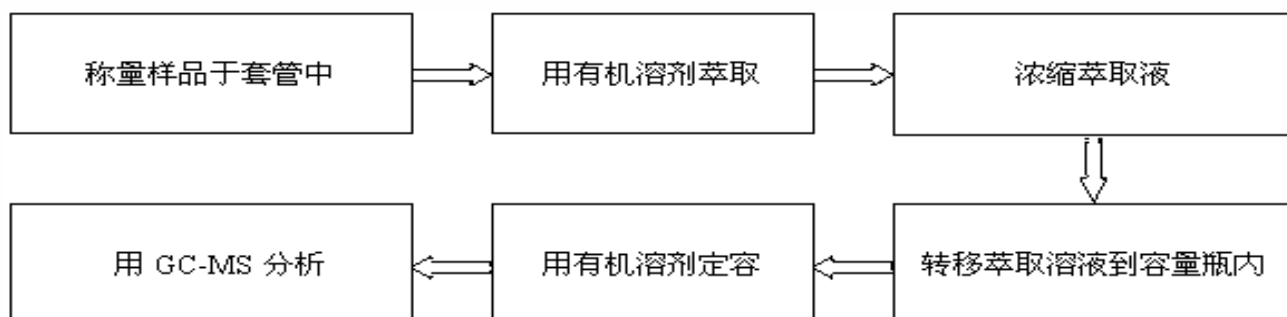 称量样品于套管中
用有机溶剂萃取
浓缩萃取液
转移萃取溶液到容量瓶内
用有机溶剂定容
用 GC-MS 分析